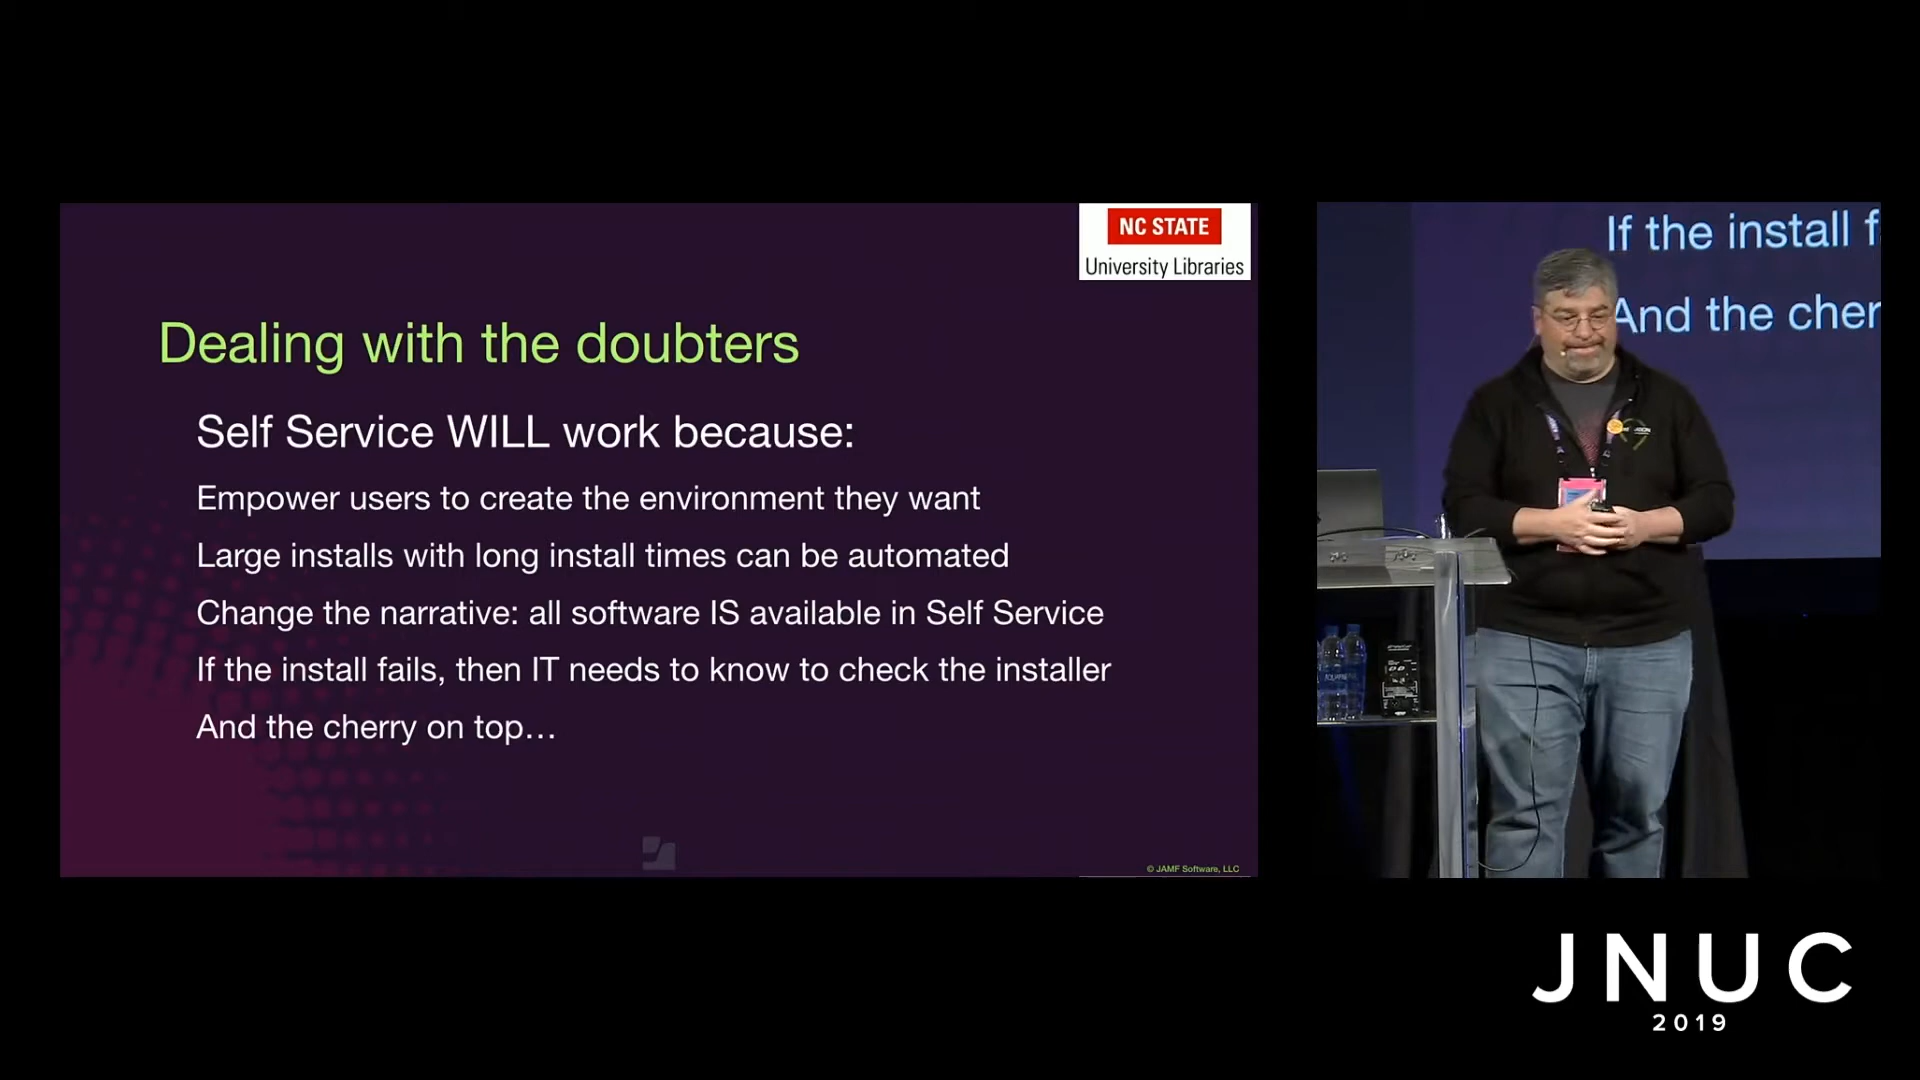 NC STATE
University Libraries
Dealing with the doubters
Self Service WILL work because:
Empower users to create the environment they want
Large installs with long install times can be automated
Change the narrative: all software IS available in Self Service
If the install fails, then IT needs to know to check the installer
And the cherry on top…
© JAMF Software, LLC
If the install f
And the cher
JNUC
2019